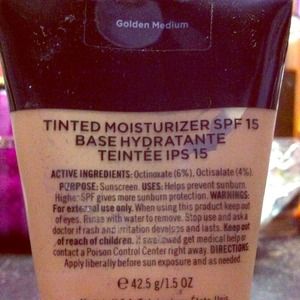 Golden Medium
TINTED MOISTURIZER SPF 15
BASE HYDRATANTE
TEINTÉE IPS 15
ACTIVE INGREDIENTS: Octinoxate (6%), Octisalate (4%).
PURPOSE: Sunscreen. USES: Helps prevent sunburn.
Higher SPF gives more sunburn protection. WARNINGS:
For external use only. When using this product keep out
of eyes. Rinse with water to remove. Stop use and ask a
doctor if rash and irritation develops and lasts. Keep out
of reach of children. If swallowed get medical help or
contact a Poison Control Center right away. DIRECTIONS:
Apply liberally before sun exposure and as needed.
℮ 42.5 g/1.5 OZ